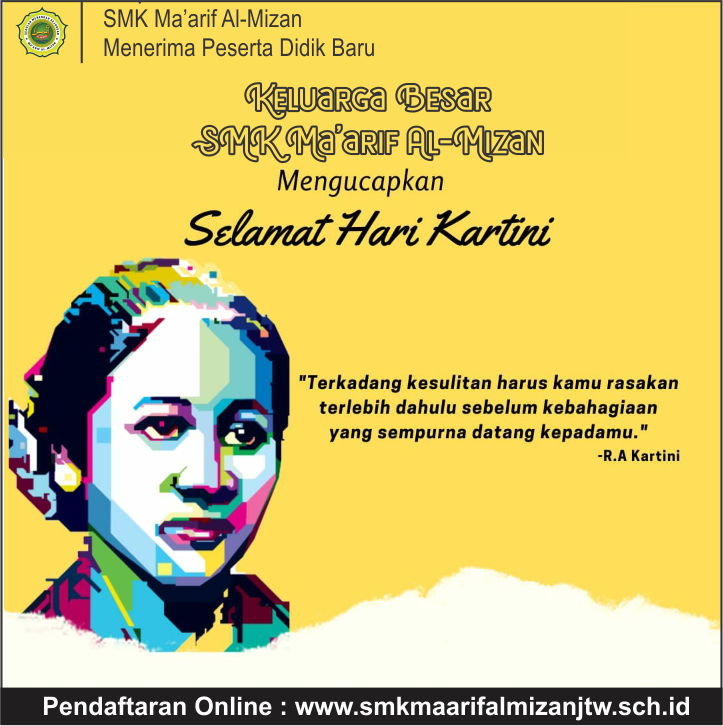 SMK Ma'arif Al-Mizan
Menerima Peserta Didik Baru
Keluarga Besar
SMK Ma'arif Al-Mizan
Mengucapkan
Selamat Hari Kartini
"Terkadang kesulitan harus kamu rasakan
terlebih dahulu sebelum kebahagiaan
yang sempurna datang kepadamu."
-R.A Kartini
Pendaftaran Online : www.smkmaarifalmizanjtw.sch.id